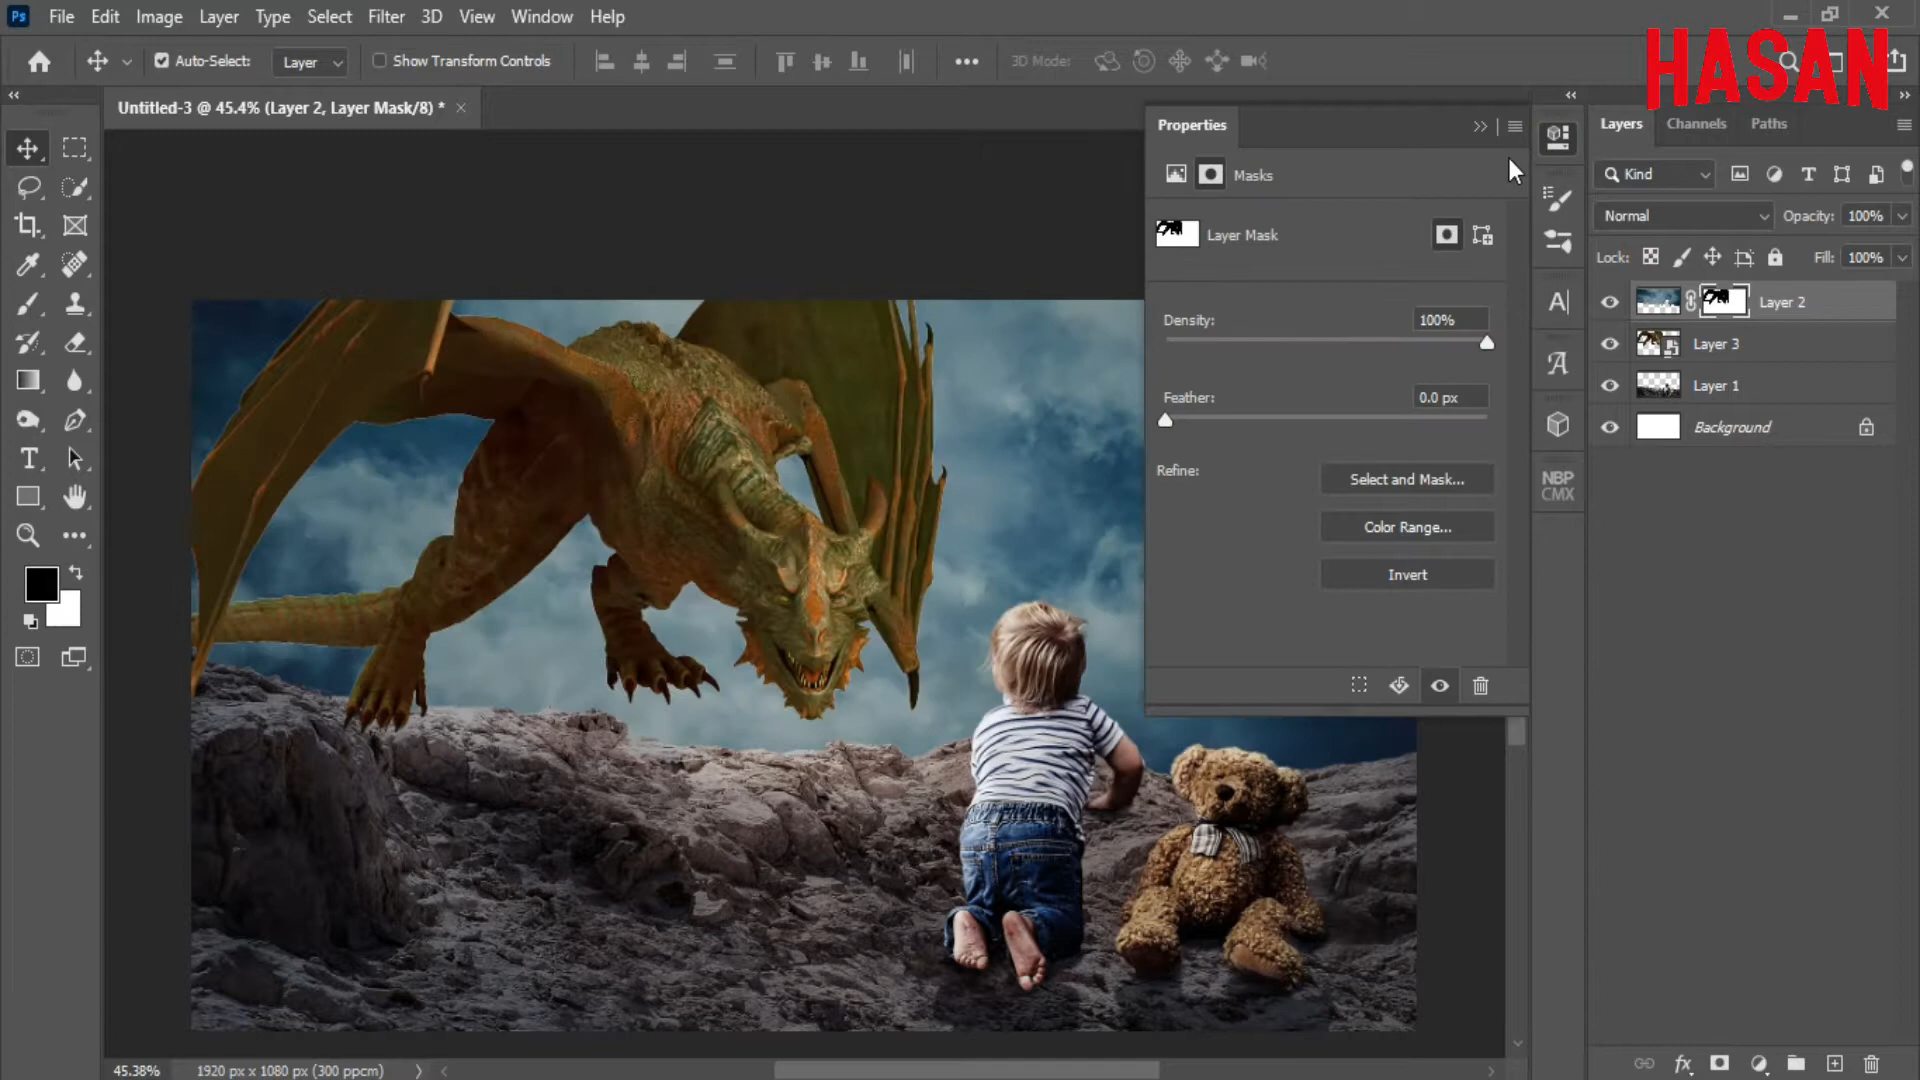 Ps File Edit Image Layer Type Select Filter 3D View Window Help
Auto-Select: Layer Show Transform Controls 3D Mode:
HASAN
Untitled-3 @ 45.4% (Layer 2, Layer Mask/8) *
Properties
Masks
Layer Mask
Density: 100%
Feather: 0.0 px
Refine:
Select and Mask...
Color Range...
Invert
NBP
CMX
Layers Channels Paths
Kind
Normal Opacity: 100%
Lock: Fill: 100%
Layer 2
Layer 3
Layer 1
Background
45.38% 1920 px x 1080 px (300 ppcm)